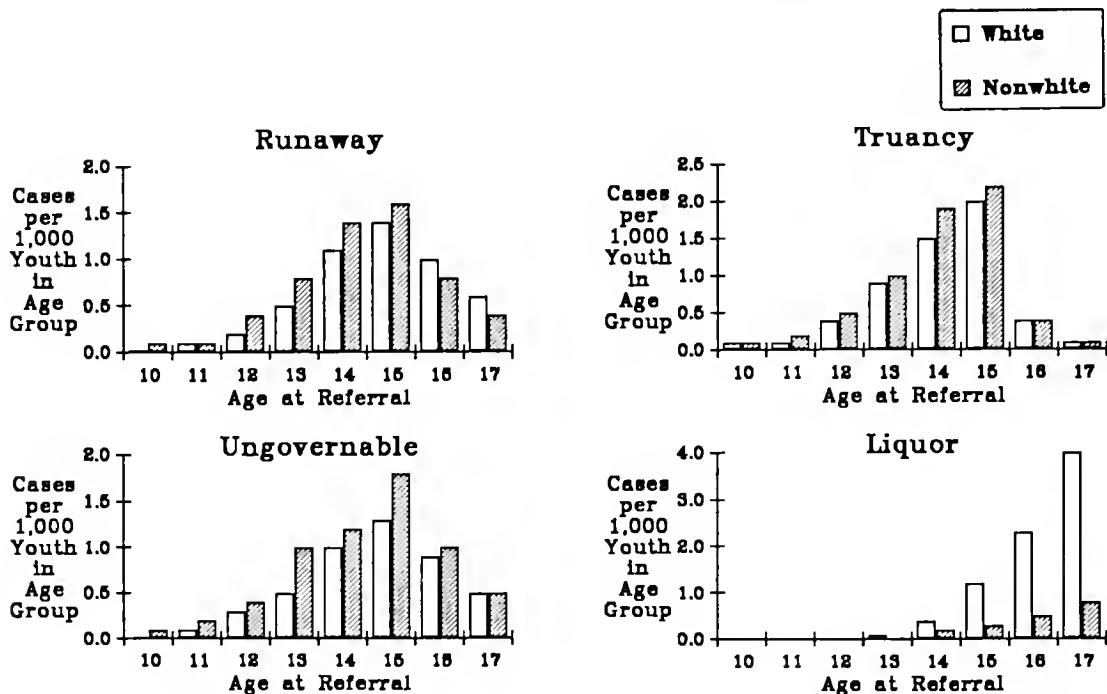 White
Nonwhite
Runaway
Cases
per
1,000
Youth
in
Age
Group
2.0
1.5
1.0
0.5
0.0
10 11 12 13 14 15 16 17
Age at Referral
Truancy
Cases
per
1,000
Youth
in
Age
Group
2.5
2.0
1.5
1.0
0.5
0.0
10 11 12 13 14 15 16 17
Age at Referral
Ungovernable
Cases
per
1,000
Youth
in
Age
Group
2.0
1.5
1.0
0.5
0.0
10 11 12 13 14 15 16 17
Age at Referral
Liquor
Cases
per
1,000
Youth
in
Age
Group
4.0
3.0
2.0
1.0
0.0
10 11 12 13 14 15 16 17
Age at Referral